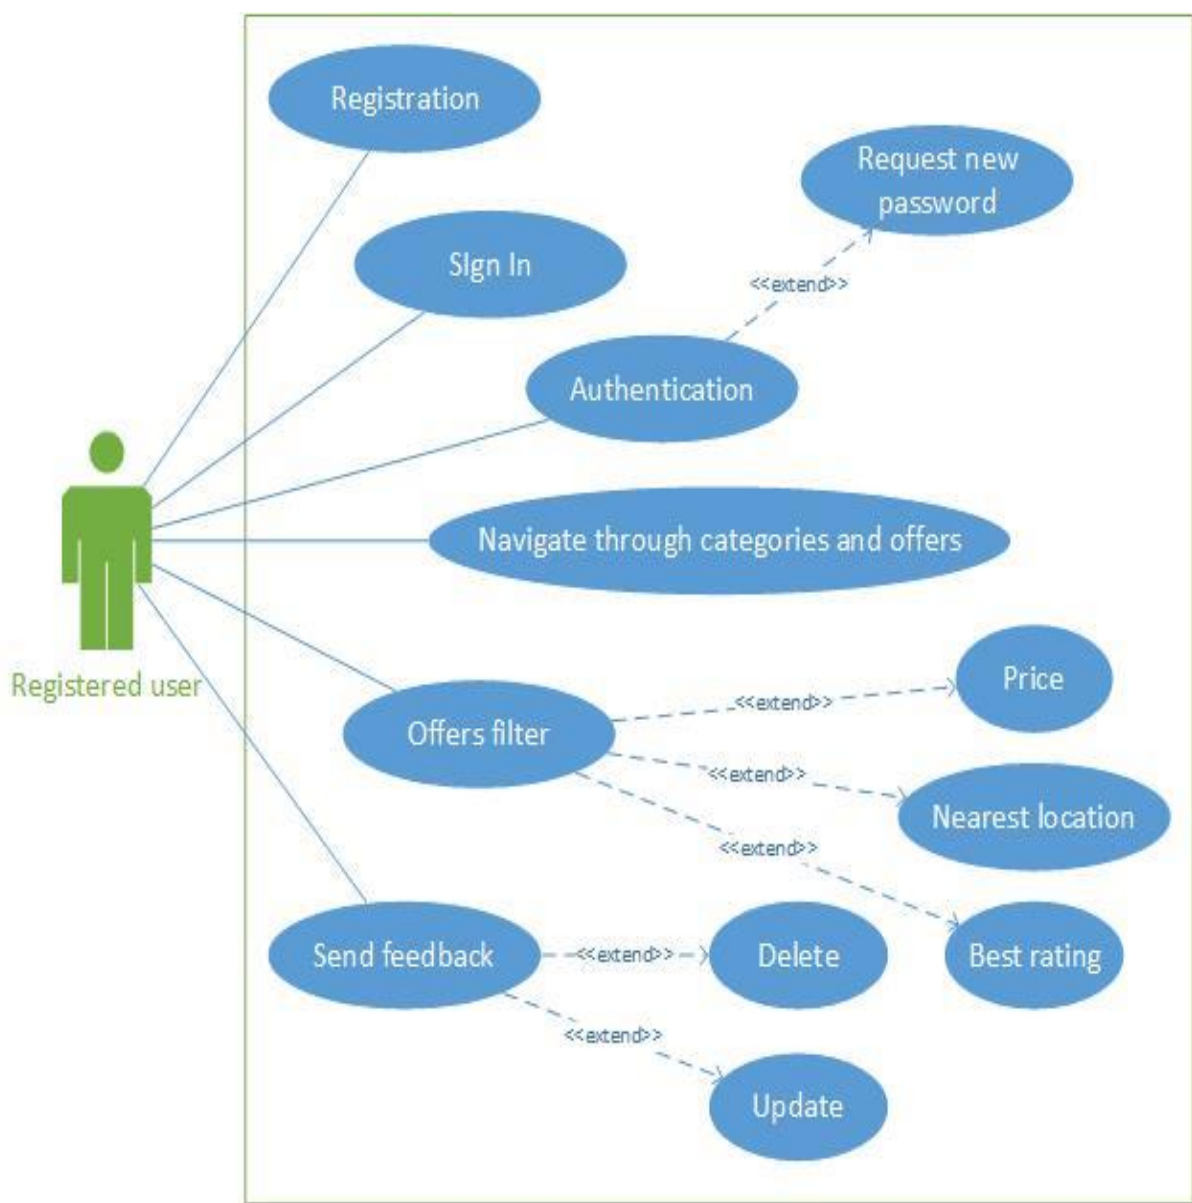 Registration
Request new
password
SIgn In
<<extend>>
Authentication
Navigate through categories and offers
Registered user
Price
<<extend>>
Offers filter
<<extend>>
Nearest location
<<extend>>
Send feedback
<<extend>>
Delete
Best rating
<<extend>>
Update